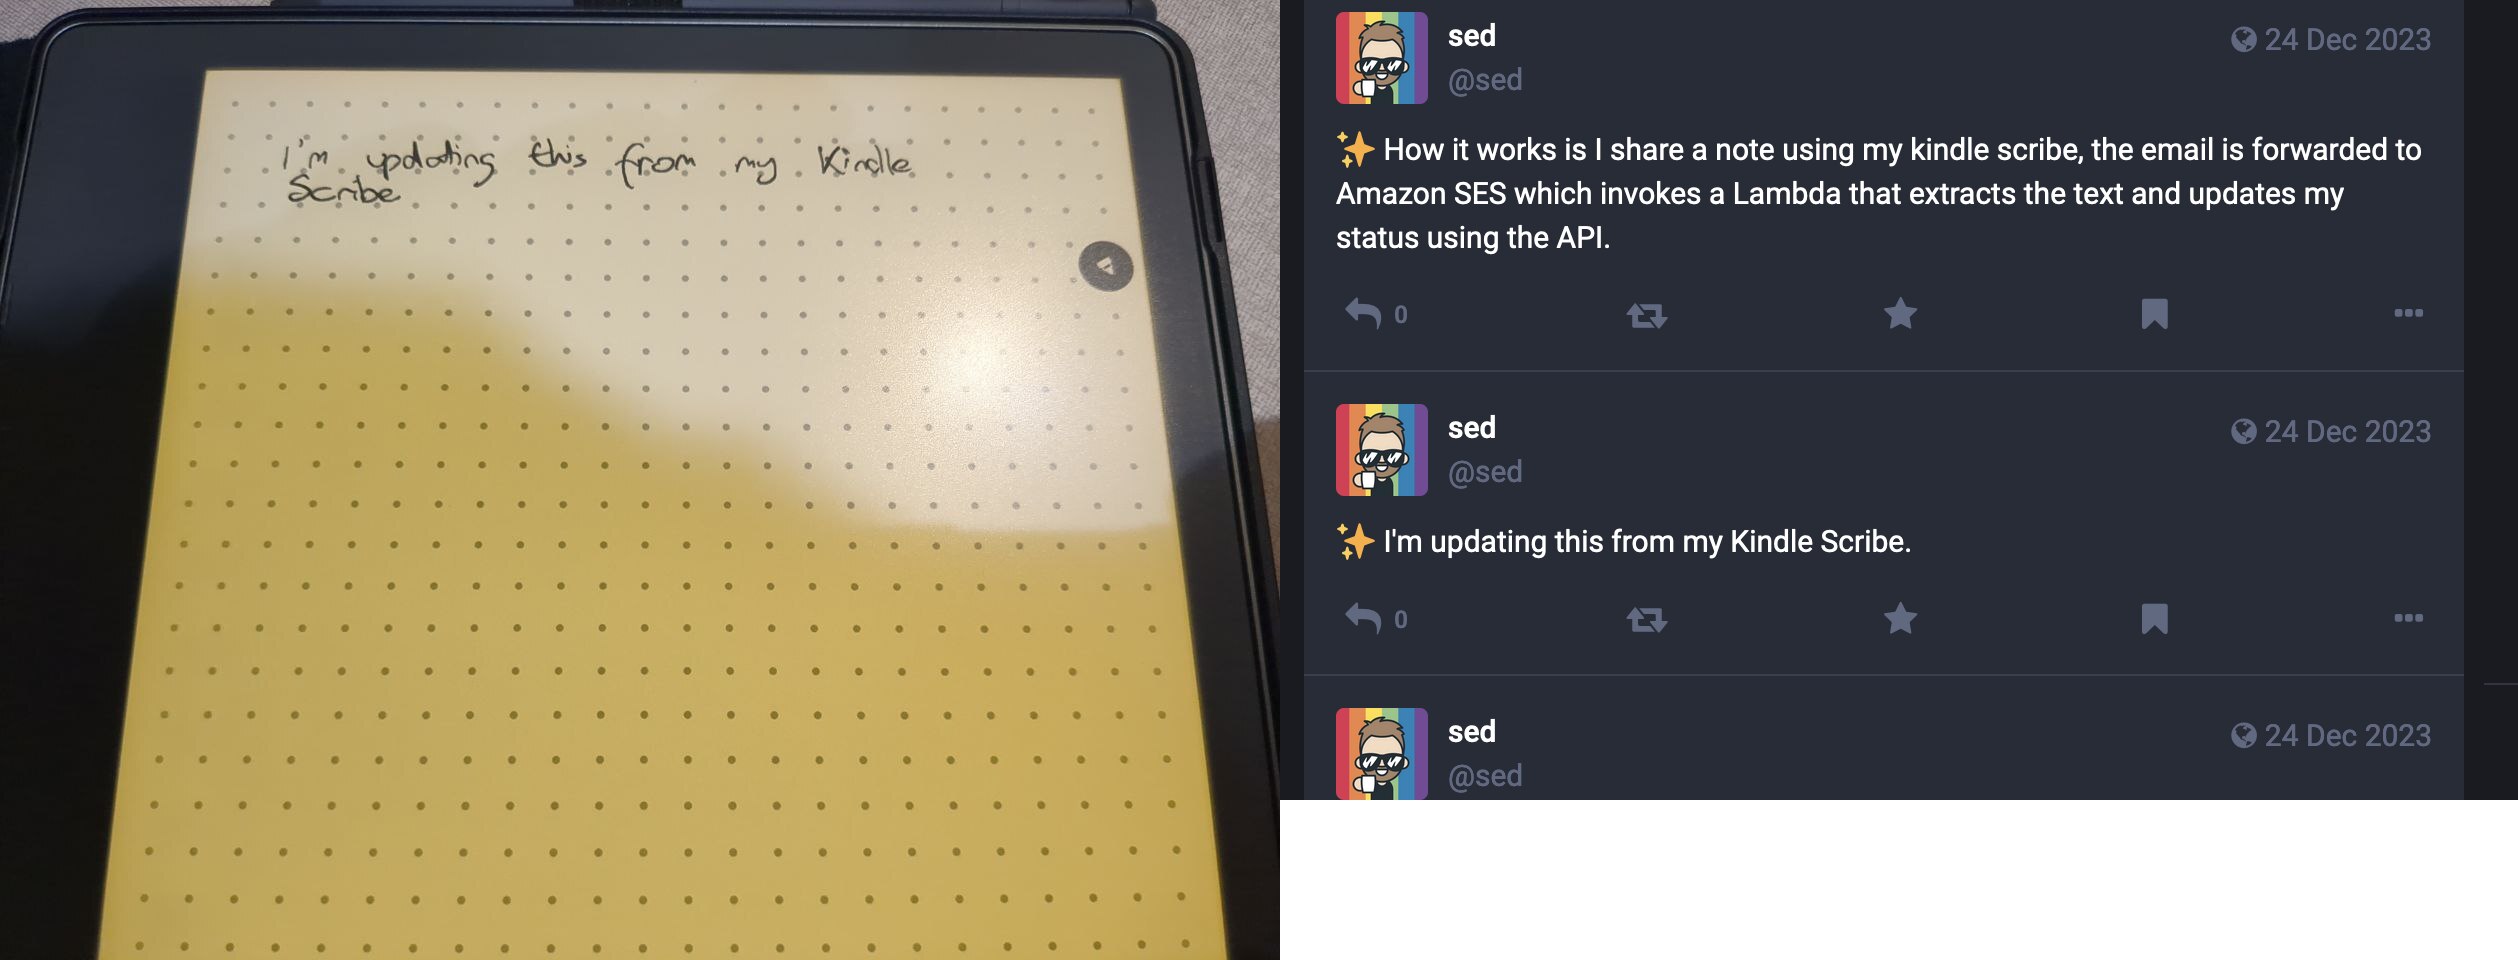 I'm updating this from my Kindle
Scribe
sed
24 Dec 2023
@sed
✨ How it works is I share a note using my kindle scribe, the email is forwarded to
Amazon SES which invokes a Lambda that extracts the text and updates my
status using the API.
0
sed
24 Dec 2023
@sed
✨ I'm updating this from my Kindle Scribe.
0
sed
24 Dec 2023
@sed